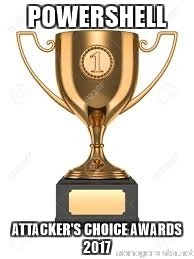 POWERSHELL
1
ATTACKER'S CHOICE AWARDS
2017